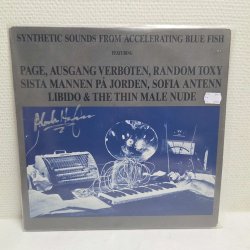 SYNTHETIC SOUNDS FROM ACCELERATING BLUE FISH
FEATURING
PAGE, AUSGANG VERBOTEN, RANDOM TOXY
SISTA MANNEN PÅ JORDEN, SOFIA ANTENN
LIBIDO & THE THIN MALE NUDE